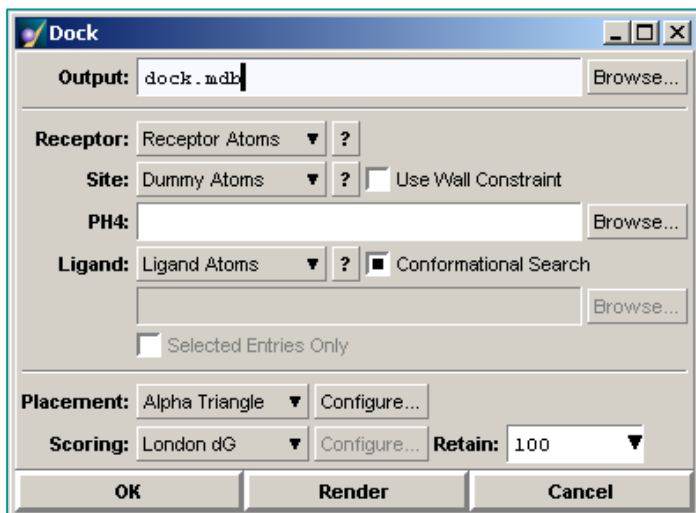 Dock
Output: dock.mdb Browse...
Receptor: Receptor Atoms ?
Site: Dummy Atoms ? Use Wall Constraint
PH4: Browse...
Ligand: Ligand Atoms ? Conformational Search
Browse...
Selected Entries Only
Placement: Alpha Triangle Configure...
Scoring: London dG Configure... Retain: 100
OK Render Cancel